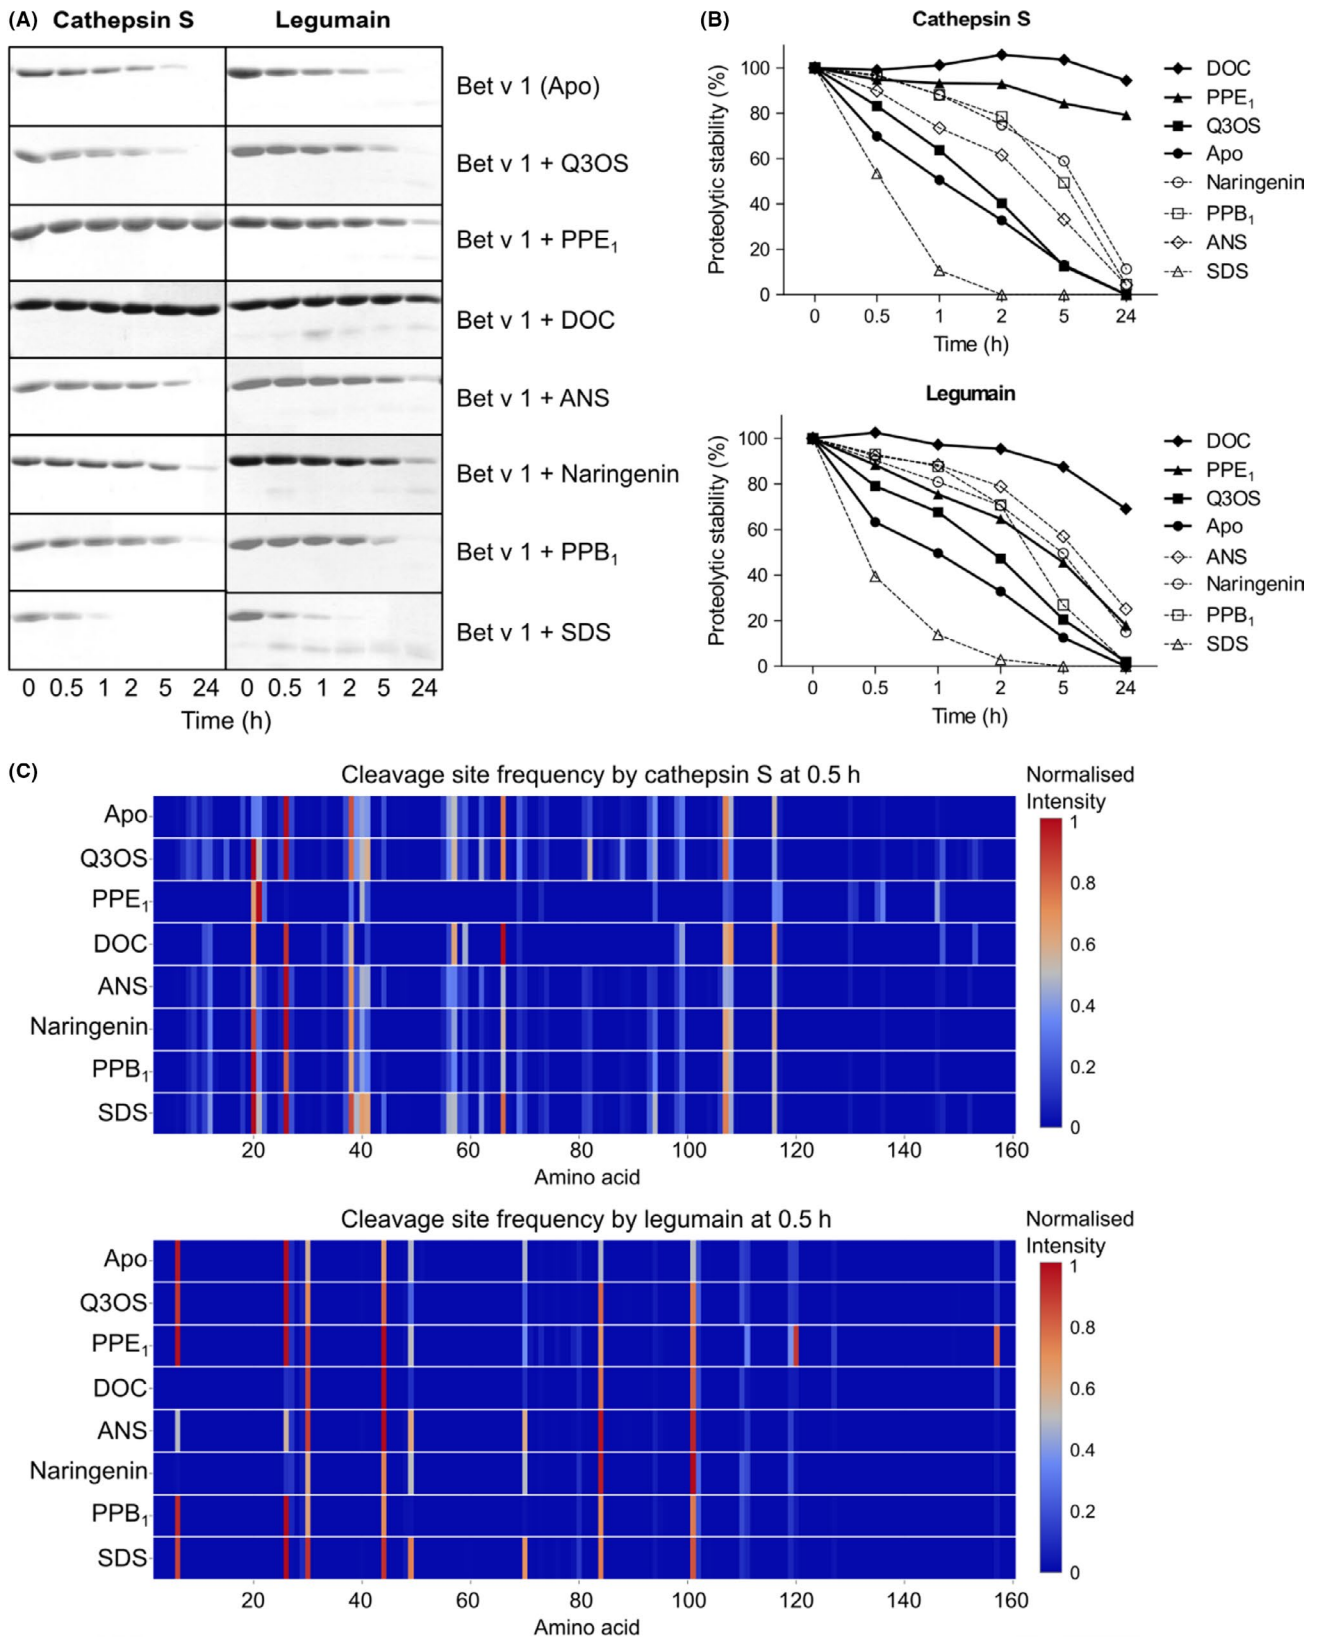 (A) Cathepsin S Legumain
Bet v 1 (Apo)
Bet v 1 + Q3OS
Bet v 1 + PPE₁
Bet v 1 + DOC
Bet v 1 + ANS
Bet v 1 + Naringenin
Bet v 1 + PPB₁
Bet v 1 + SDS
0 0.5 1 2 5 24 0 0.5 1 2 5 24
Time (h)
(B) Cathepsin S
Proteolytic stability (%)
100
80
60
40
20
0
0 0.5 1 2 5 24
Time (h)
DOC
PPE₁
Q3OS
Apo
Naringenin
PPB₁
ANS
SDS
Legumain
Proteolytic stability (%)
100
80
60
40
20
0
0 0.5 1 2 5 24
Time (h)
DOC
PPE₁
Q3OS
Apo
ANS
Naringenin
PPB₁
SDS
(C) Cleavage site frequency by cathepsin S at 0.5 h
Apo
Q3OS
PPE₁
DOC
ANS
Naringenin
PPB₁
SDS
20 40 60 80 100 120 140 160
Amino acid
Normalised
Intensity
1
0.8
0.6
0.4
0.2
0
Cleavage site frequency by legumain at 0.5 h
Apo
Q3OS
PPE₁
DOC
ANS
Naringenin
PPB₁
SDS
20 40 60 80 100 120 140 160
Amino acid
Normalised
Intensity
1
0.8
0.6
0.4
0.2
0